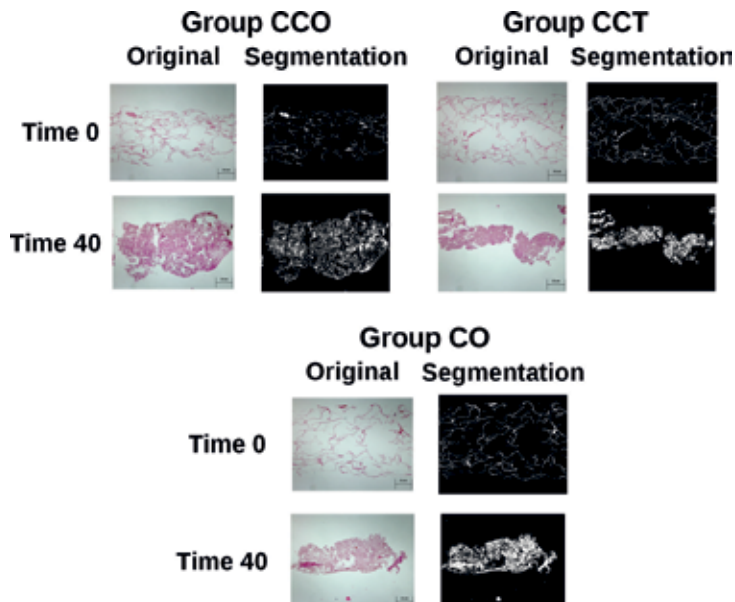 Group CCO
Group CCT
Original Segmentation
Original Segmentation
Time 0
Time 40
Group CO
Original Segmentation
Time 0
Time 40